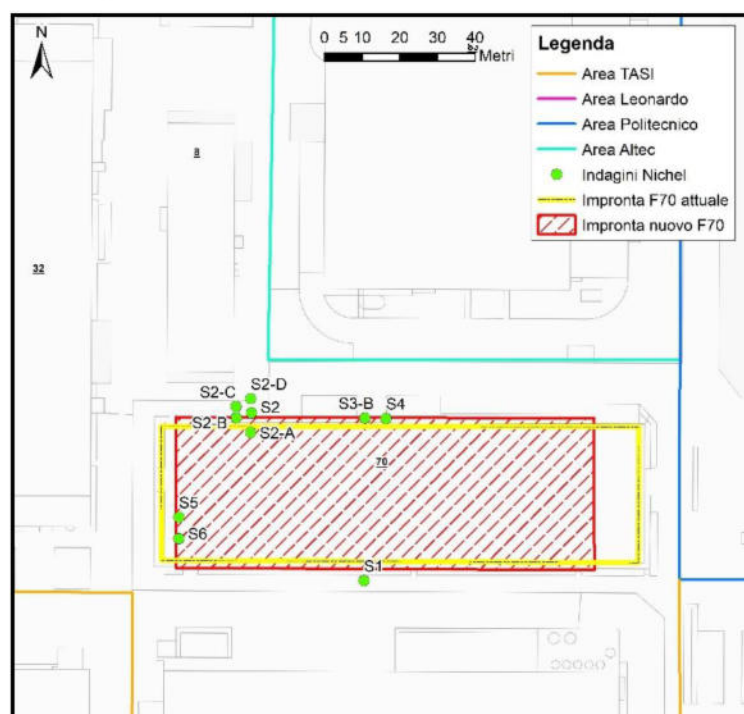 N
0 5 10 20 30 40
Metri
Legenda
Area TASI
Area Leonardo
Area Politecnico
Area Altec
Indagini Nichel
Impronta F70 attuale
Impronta nuovo F70
8
32
S2-D
S2-C
S2
S3-B
S4
S2-B
S2-A
70
S5
S6
S1